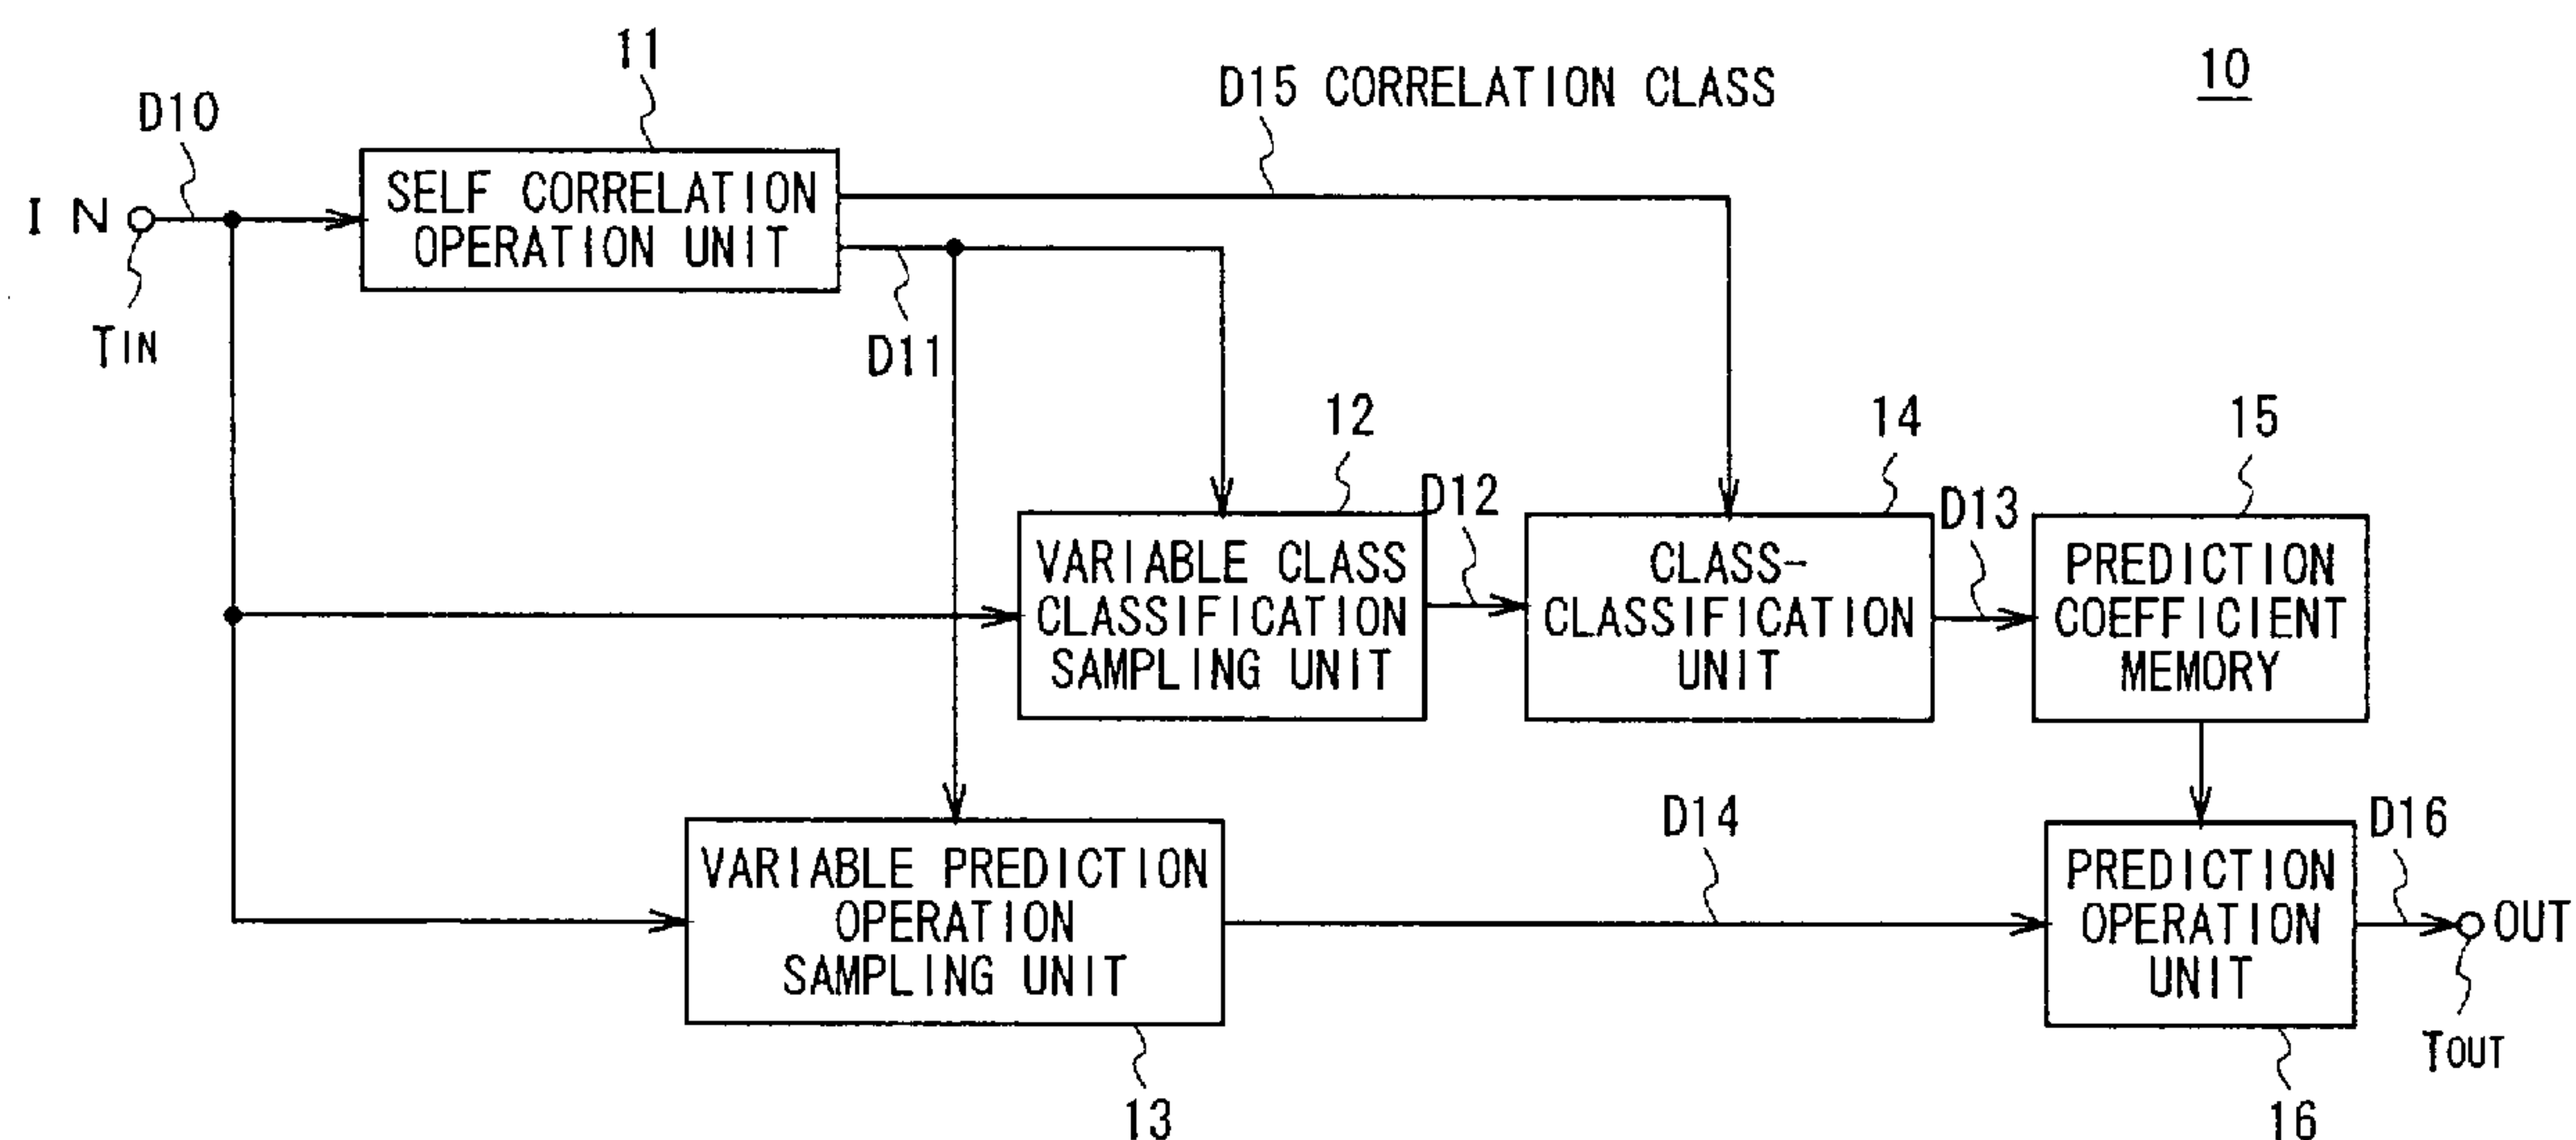 10
11
D15 CORRELATION CLASS
D10
IN
TIN
SELF CORRELATION
OPERATION UNIT
D11
12
VARIABLE CLASS
CLASSIFICATION
SAMPLING UNIT
D12
14
CLASS-
CLASSIFICATION
UNIT
D13
15
PREDICTION
COEFFICIENT
MEMORY
VARIABLE PREDICTION
OPERATION
SAMPLING UNIT
13
D14
PREDICTION
OPERATION
UNIT
16
D16
OUT
TOUT